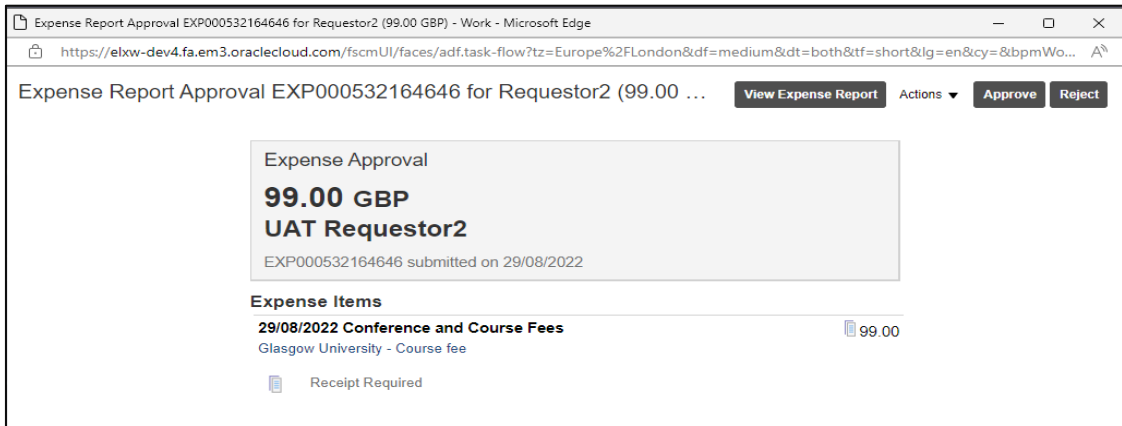 Expense Report Approval EXP000532164646 for Requestor2 (99.00 GBP) - Work - Microsoft Edge
https://elxw-dev4.fa.em3.oraclecloud.com/fscmUI/faces/adf.task-flow?tz=Europe%2FLondon&df=medium&dt=both&tf=short&lg=en&cy=&bpmWo... A
Expense Report Approval EXP000532164646 for Requestor2 (99.00 ... View Expense Report Actions Approve Reject
Expense Approval
99.00 GBP
UAT Requestor2
EXP000532164646 submitted on 29/08/2022
Expense Items
29/08/2022 Conference and Course Fees 99.00
Glasgow University - Course fee
Receipt Required